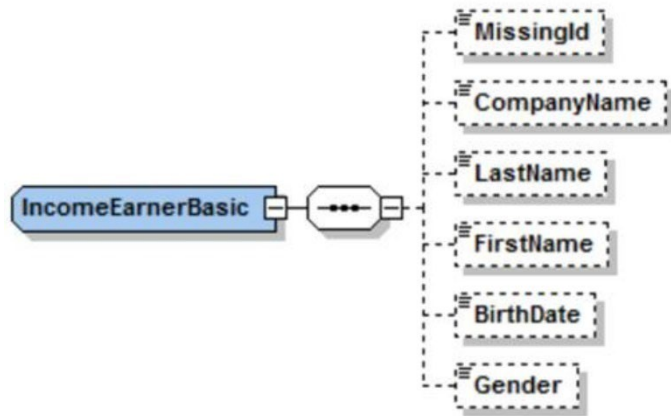 MissingId
CompanyName
LastName
IncomeEarnerBasic
FirstName
BirthDate
Gender